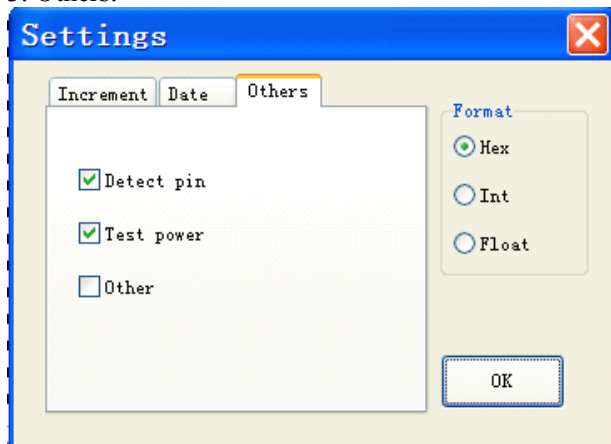 Settings
Increment Date Others
Format
Hex
Detect pin
Int
Test power
Float
Other
OK